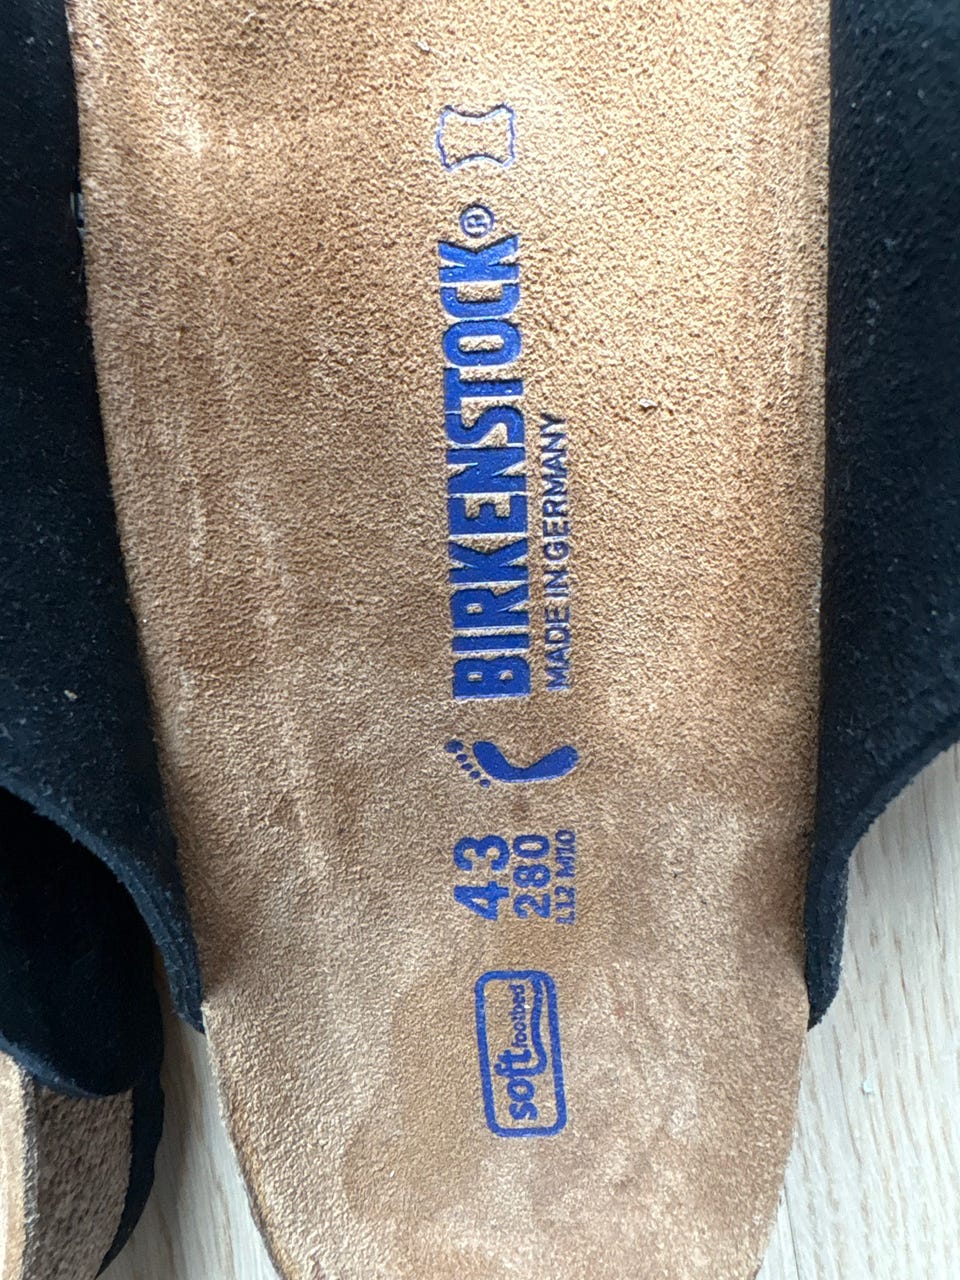 BIRKENSTOCK®
MADE IN GERMANY
43
280
L12 M10
soft footbed